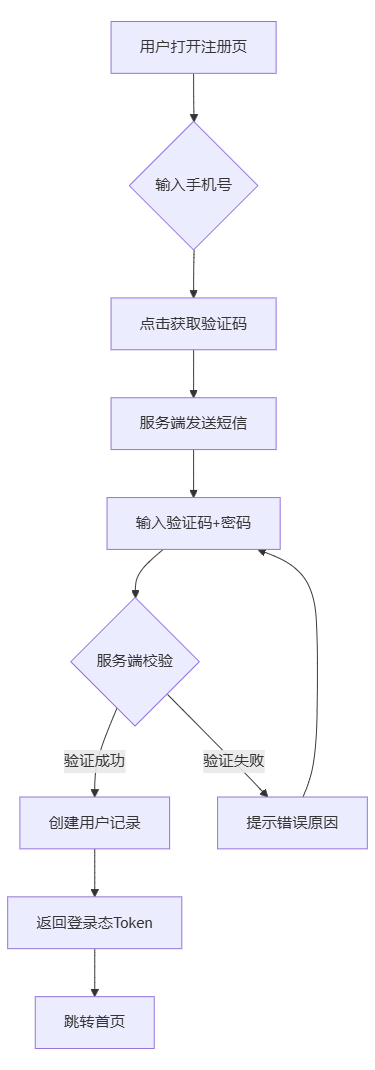 用户打开注册页
输入手机号
点击获取验证码
服务端发送短信
输入验证码+密码
服务端校验
验证成功
验证失败
创建用户记录
提示错误原因
返回登录态Token
跳转首页